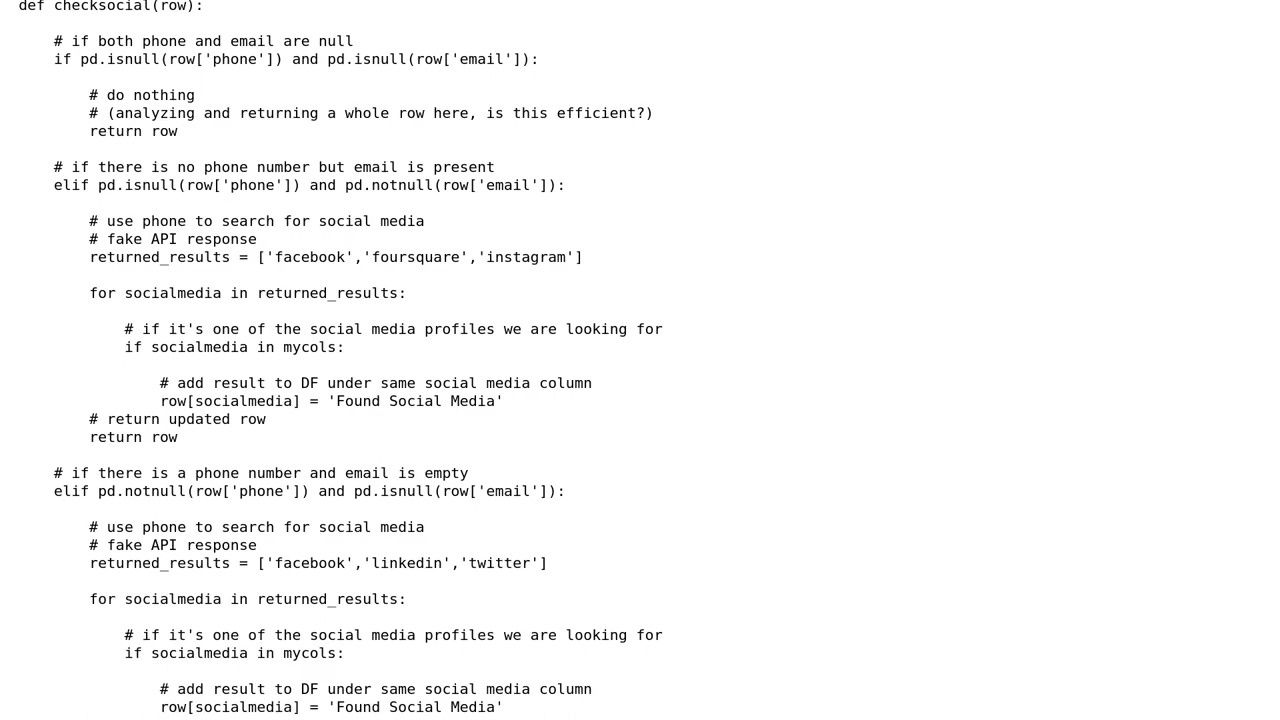 def checksocial(row):
# if both phone and email are null
if pd.isnull(row['phone']) and pd.isnull(row['email']):
# do nothing
# (analyzing and returning a whole row here, is this efficient?)
return row
# if there is no phone number but email is present
elif pd.isnull(row['phone']) and pd.notnull(row['email']):
# use phone to search for social media
# fake API response
returned_results = ['facebook','foursquare','instagram']
for socialmedia in returned_results:
# if it's one of the social media profiles we are looking for
if socialmedia in mycols:
# add result to DF under same social media column
row[socialmedia] = 'Found Social Media'
# return updated row
return row
# if there is a phone number and email is empty
elif pd.notnull(row['phone']) and pd.isnull(row['email']):
# use phone to search for social media
# fake API response
returned_results = ['facebook','linkedin','twitter']
for socialmedia in returned_results:
# if it's one of the social media profiles we are looking for
if socialmedia in mycols:
# add result to DF under same social media column
row[socialmedia] = 'Found Social Media'